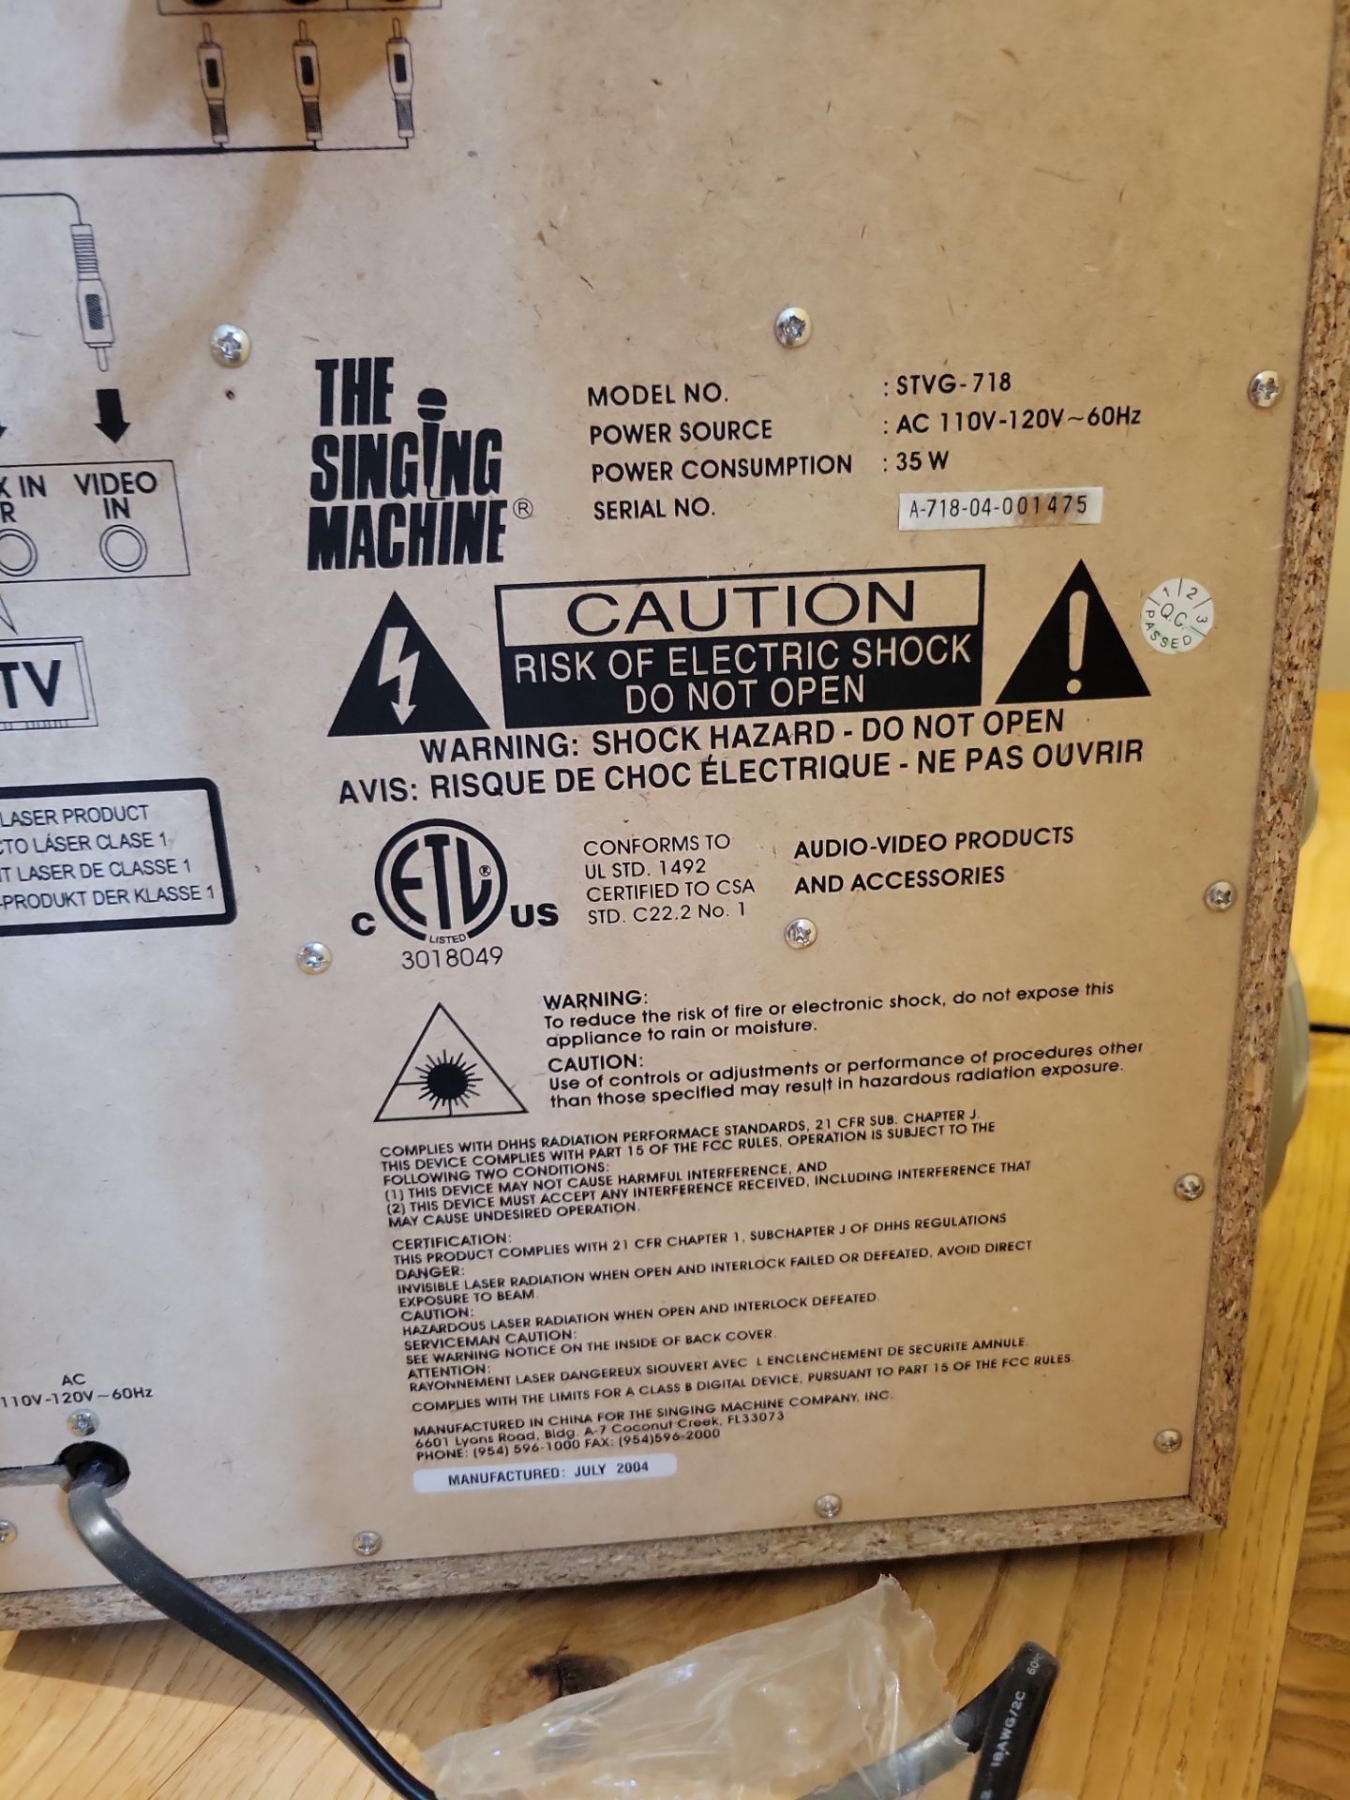 THE
SINGING
MACHINE®
MODEL NO. : STVG-718
POWER SOURCE : AC 110V-120V~60Hz
POWER CONSUMPTION : 35 W
SERIAL NO. A-718-04-001475
IN VIDEO
R IN
TV
CAUTION
RISK OF ELECTRIC SHOCK
DO NOT OPEN
1 2 3
Q.C.
PASSED
WARNING: SHOCK HAZARD - DO NOT OPEN
AVIS: RISQUE DE CHOC ÉLECTRIQUE - NE PAS OUVRIR
LASER PRODUCT
LÁSER CLASE 1
LASER DE CLASSE 1
-PRODUKT DER KLASSE 1
C ETL® US
LISTED
3018049
CONFORMS TO
UL STD. 1492
CERTIFIED TO CSA
STD. C22.2 No. 1
AUDIO-VIDEO PRODUCTS
AND ACCESSORIES
WARNING:
To reduce the risk of fire or electronic shock, do not expose this
appliance to rain or moisture.
CAUTION:
Use of controls or adjustments or performance of procedures other
than those specified may result in hazardous radiation exposure.
COMPLIES WITH DHHS RADIATION PERFORMACE STANDARDS, 21 CFR SUB. CHAPTER J.
THIS DEVICE COMPLIES WITH PART 15 OF THE FCC RULES, OPERATION IS SUBJECT TO THE
FOLLOWING TWO CONDITIONS:
(1) THIS DEVICE MAY NOT CAUSE HARMFUL INTERFERENCE, AND
(2) THIS DEVICE MUST ACCEPT ANY INTERFERENCE RECEIVED, INCLUDING INTERFERENCE THAT
MAY CAUSE UNDESIRED OPERATION.
CERTIFICATION:
THIS PRODUCT COMPLIES WITH 21 CFR CHAPTER 1, SUBCHAPTER J OF DHHS REGULATIONS
DANGER:
INVISIBLE LASER RADIATION WHEN OPEN AND INTERLOCK FAILED OR DEFEATED, AVOID DIRECT
EXPOSURE TO BEAM.
CAUTION:
HAZARDOUS LASER RADIATION WHEN OPEN AND INTERLOCK DEFEATED.
SERVICEMAN CAUTION:
SEE WARNING NOTICE ON THE INSIDE OF BACK COVER.
ATTENTION:
RAYONNEMENT LASER DANGEREUX SIOUVERT AVEC L ENCLENCHEMENT DE SECURITE AMNULE.
COMPLIES WITH THE LIMITS FOR A CLASS B DIGITAL DEVICE, PURSUANT TO PART 15 OF THE FCC RULES.
MANUFACTURED IN CHINA FOR THE SINGING MACHINE COMPANY, INC.
6601 Lyons Road, Bldg. A-7 Coconut Creek, FL33073
PHONE: (954) 596-1000 FAX: (954)596-2000
MANUFACTURED: JULY 2004
AC
110V-120V~60Hz
18AWG/2C 60°